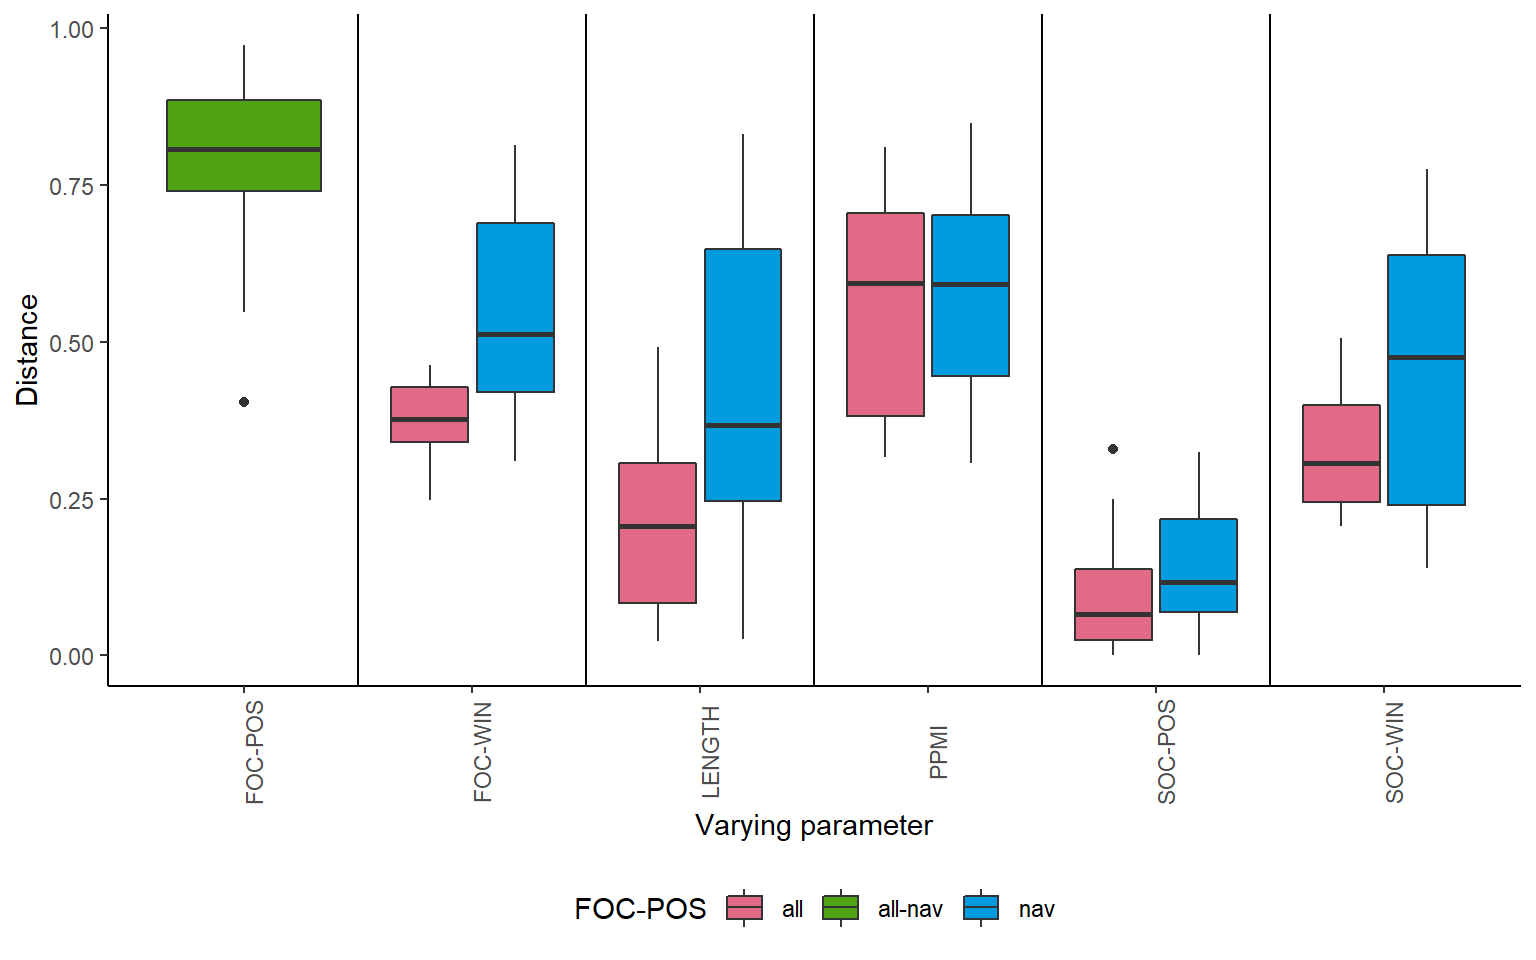 1.00
0.75
0.50
0.25
0.00
Distance
FOC-POS
FOC-WIN
LENGTH
PPMI
SOC-POS
SOC-WIN
Varying parameter
FOC-POS all all-nav nav